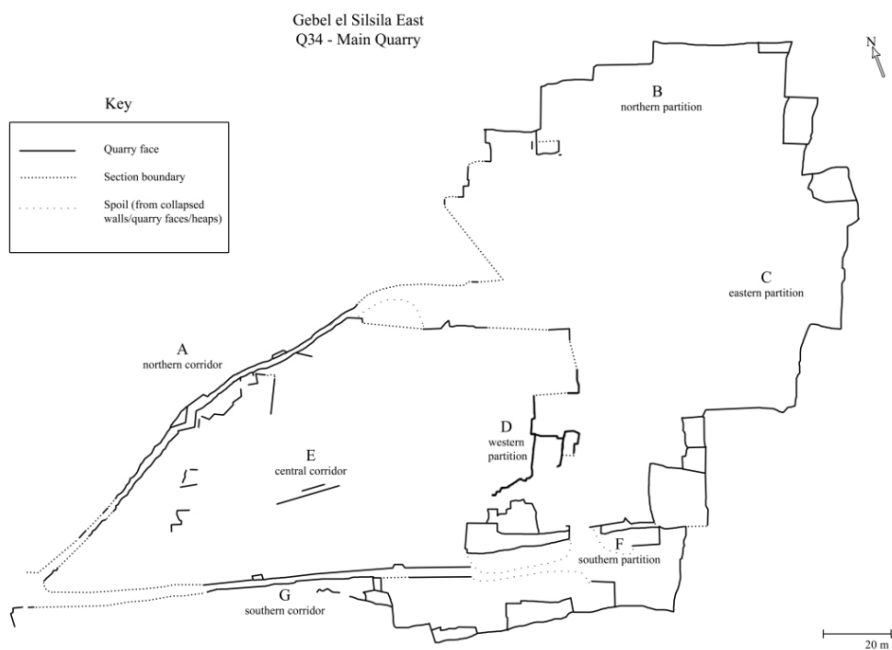 Gebel el Silsila East
Q34 - Main Quarry
N
Key
Quarry face
Section boundary
Spoil (from collapsed
walls/quarry faces/heaps)
B
northern partition
C
eastern partition
A
northern corridor
D
western
partition
E
central corridor
F
southern partition
G
southern corridor
20 m